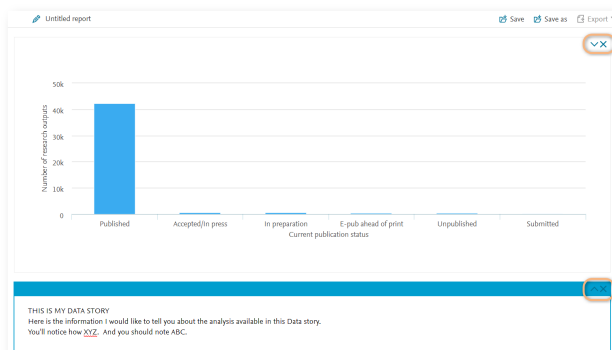 Untitled report
Save Save as Export
50k
40k
30k
20k
10k
0
Number of research outputs
Published Accepted/In press In preparation E-pub ahead of print Unpublished Submitted
Current publication status
THIS IS MY DATA STORY
Here is the information I would like to tell you about the analysis available in this Data story.
You'll notice how XYZ. And you should note ABC.